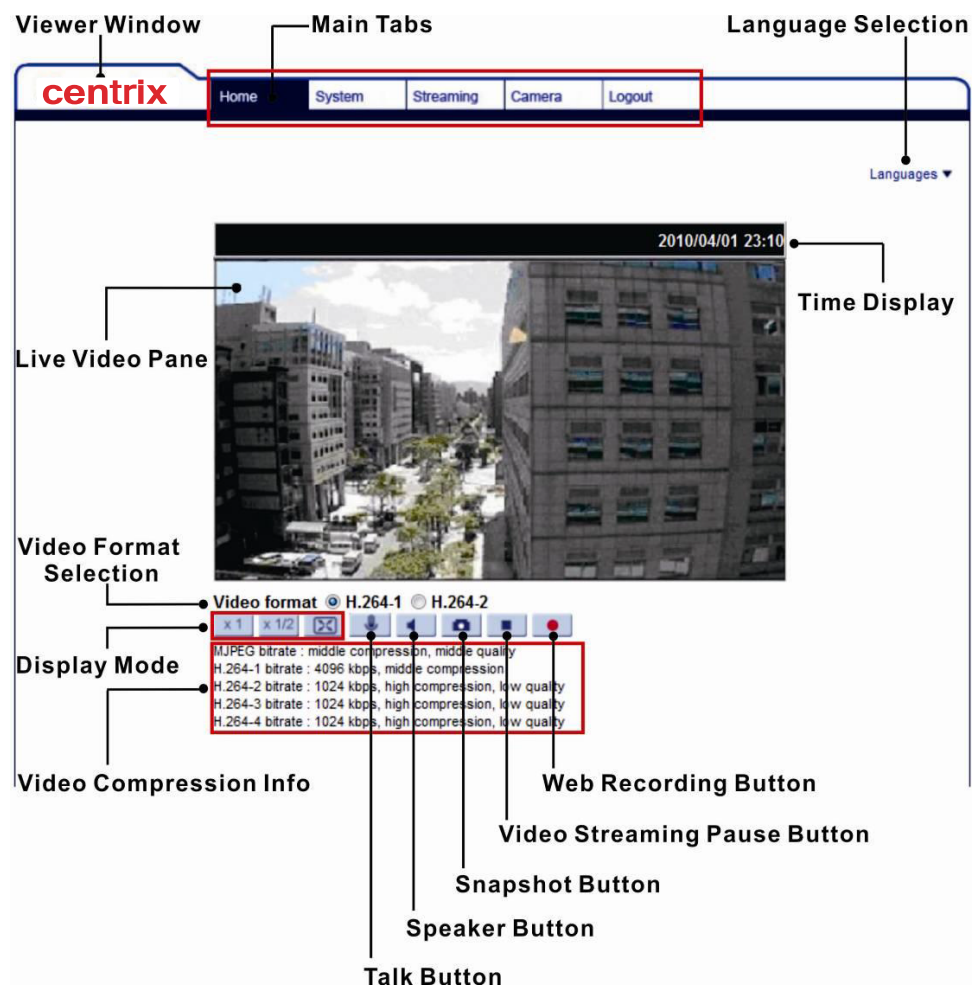 Viewer Window
Main Tabs
Language Selection
centrix
Home System Streaming Camera Logout
Languages ▼
2010/04/01 23:10
Time Display
Live Video Pane
Video Format
Selection
Video format H.264-1 H.264-2
x 1 x 1/2
Display Mode
MJPEG bitrate : middle compression, middle quality
H.264-1 bitrate : 4096 kbps, middle compression
H.264-2 bitrate : 1024 kbps, high compression, low quality
H.264-3 bitrate : 1024 kbps, high compression, low quality
H.264-4 bitrate : 1024 kbps, high compression, low quality
Video Compression Info
Web Recording Button
Video Streaming Pause Button
Snapshot Button
Speaker Button
Talk Button